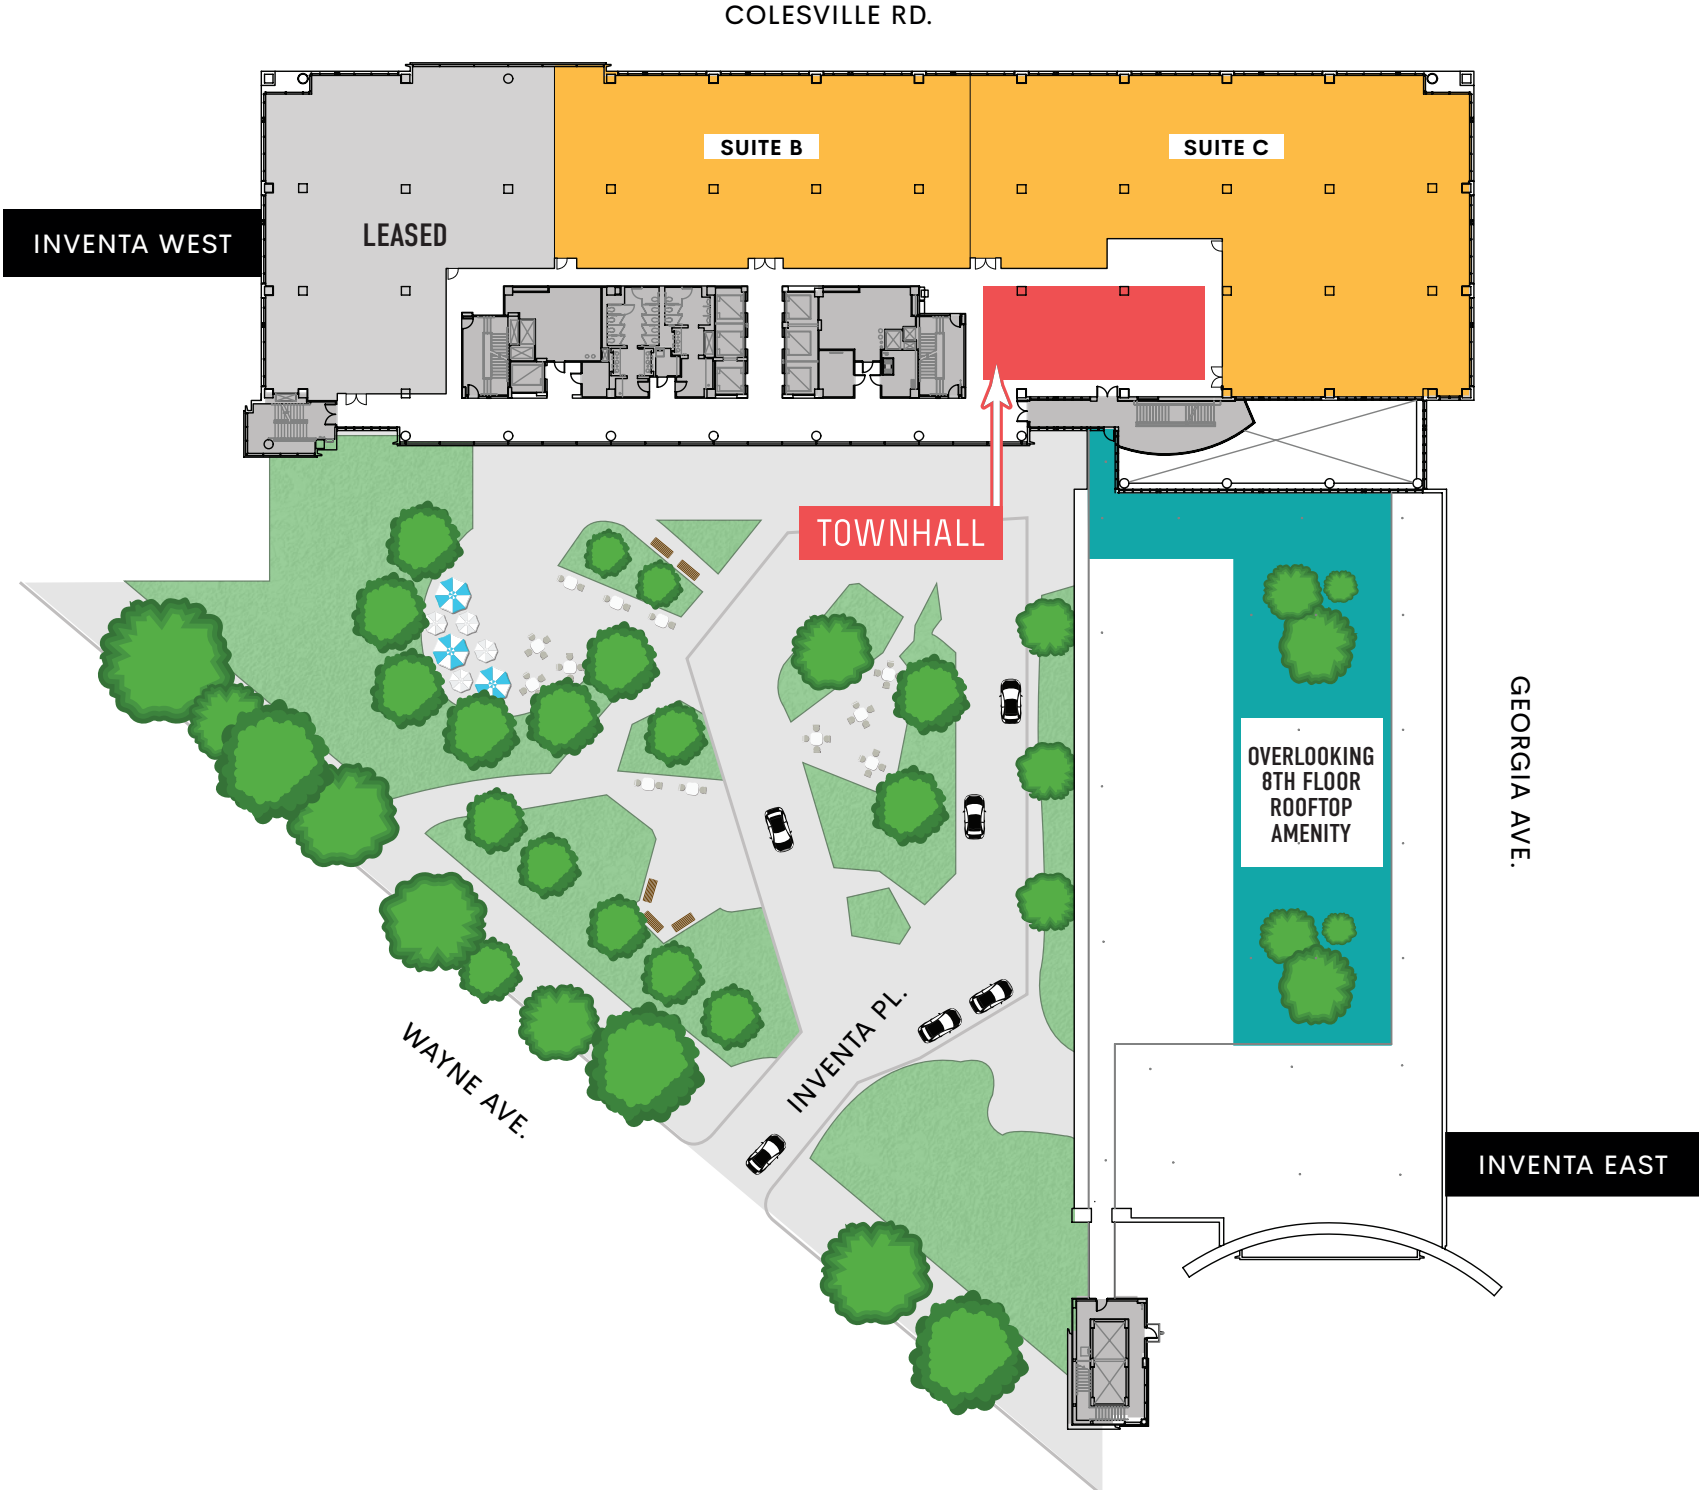 COLESVILLE RD.
SUITE B
SUITE C
LEASED
INVENTA WEST
TOWNHALL
GEORGIA AVE.
OVERLOOKING
8TH FLOOR
ROOFTOP
AMENITY
INVENTA PL.
WAYNE AVE.
INVENTA EAST